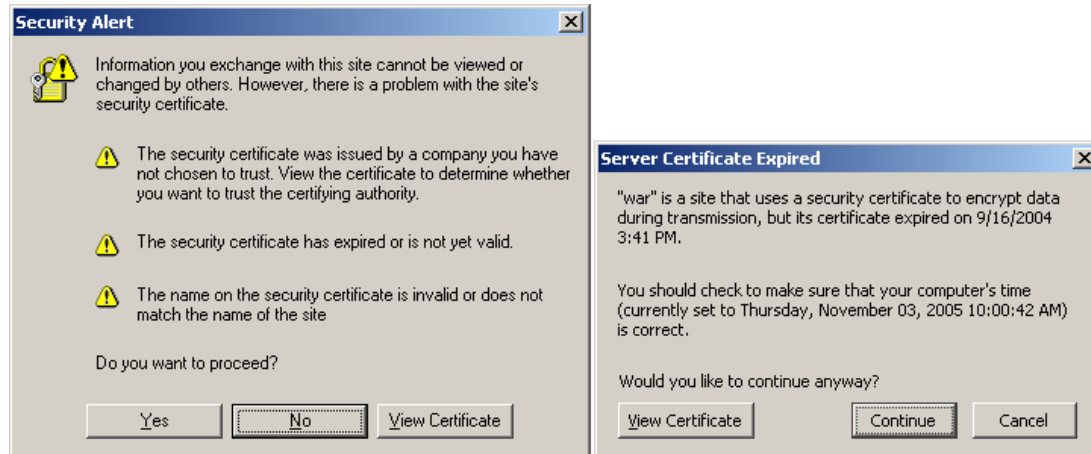 Security Alert
Information you exchange with this site cannot be viewed or
changed by others. However, there is a problem with the site's
security certificate.
The security certificate was issued by a company you have
not chosen to trust. View the certificate to determine whether
you want to trust the certifying authority.
The security certificate has expired or is not yet valid.
The name on the security certificate is invalid or does not
match the name of the site
Do you want to proceed?
Yes
No
View Certificate
Server Certificate Expired
"war" is a site that uses a security certificate to encrypt data
during transmission, but its certificate expired on 9/16/2004
3:41 PM.
You should check to make sure that your computer's time
(currently set to Thursday, November 03, 2005 10:00:42 AM)
is correct.
Would you like to continue anyway?
View Certificate
Continue
Cancel